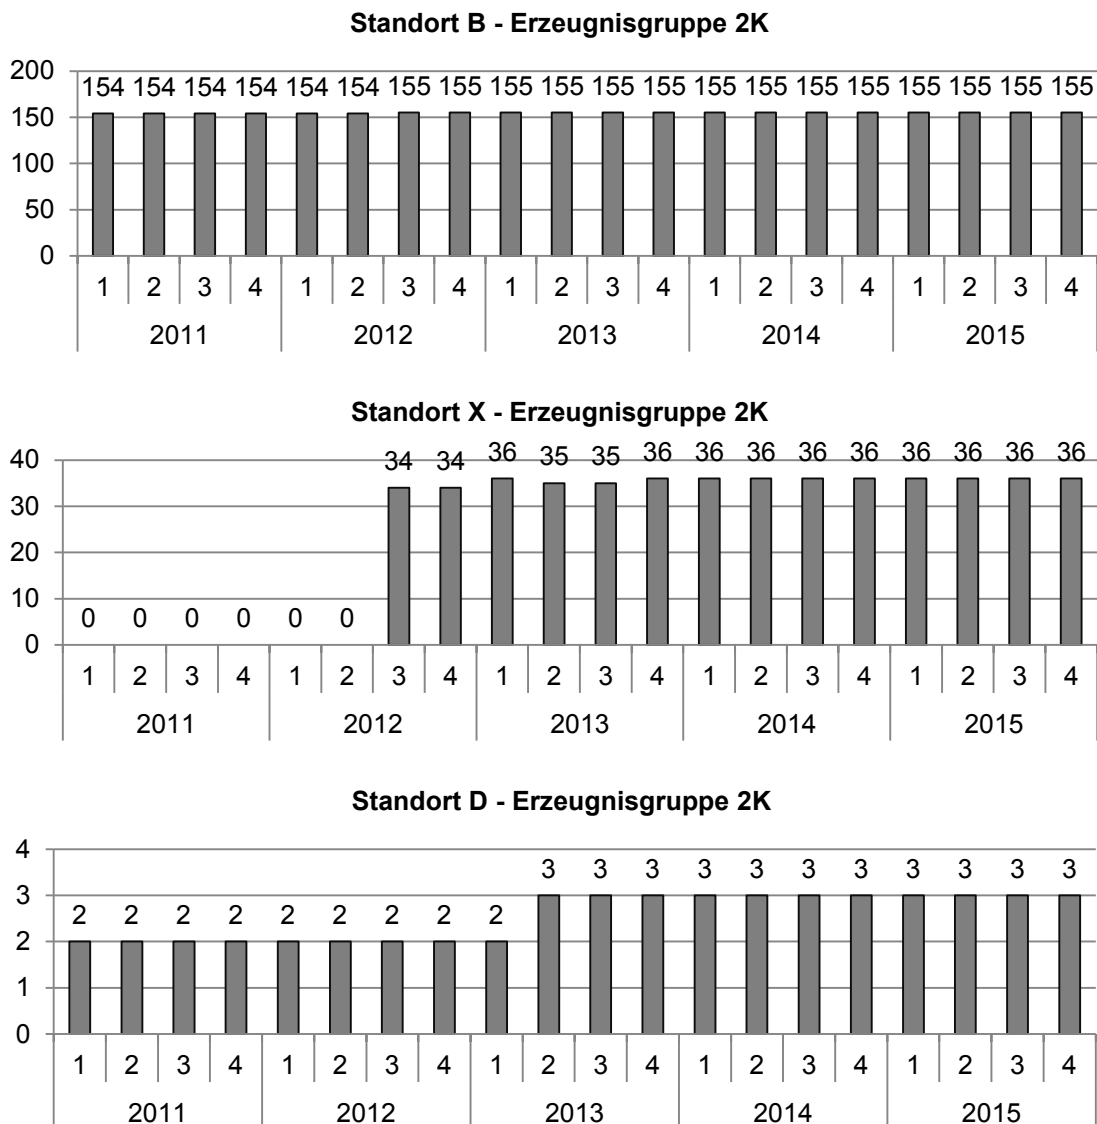 Standort B - Erzeugnisgruppe 2K
200
154 154 154 154 154 154 155 155 155 155 155 155 155 155 155 155 155 155 155 155
150
100
50
0
1 2 3 4 1 2 3 4 1 2 3 4 1 2 3 4 1 2 3 4
2011 2012 2013 2014 2015
Standort X - Erzeugnisgruppe 2K
40
34 34 36 35 35 36 36 36 36 36 36 36 36 36
30
20
10
0 0 0 0 0 0
0
1 2 3 4 1 2 3 4 1 2 3 4 1 2 3 4 1 2 3 4
2011 2012 2013 2014 2015
Standort D - Erzeugnisgruppe 2K
4
3 3 3 3 3 3 3 3 3 3 3
3
2 2 2 2 2 2 2 2 2
2
1
0
1 2 3 4 1 2 3 4 1 2 3 4 1 2 3 4 1 2 3 4
2011 2012 2013 2014 2015